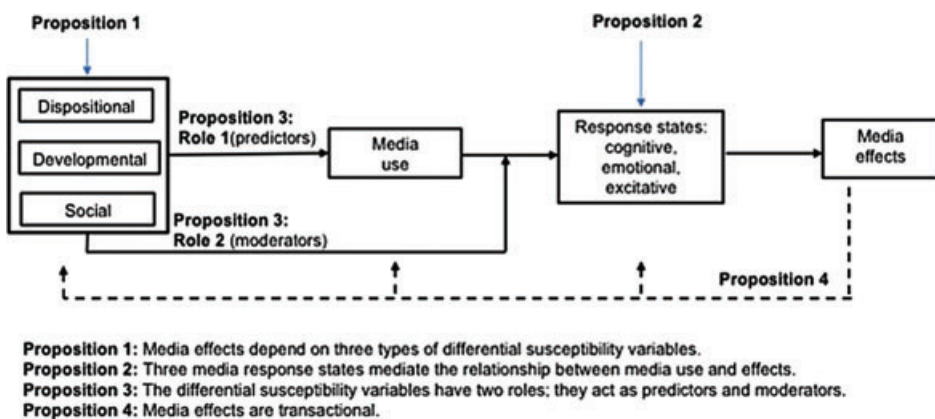 Proposition 1
Proposition 2
Dispositional
Developmental
Social
Proposition 3:
Role 1(predictors)
Media
use
Response states:
cognitive,
emotional,
excitative
Media
effects
Proposition 3:
Role 2 (moderators)
Proposition 4
Proposition 1: Media effects depend on three types of differential susceptibility variables.
Proposition 2: Three media response states mediate the relationship between media use and effects.
Proposition 3: The differential susceptibility variables have two roles; they act as predictors and moderators.
Proposition 4: Media effects are transactional.